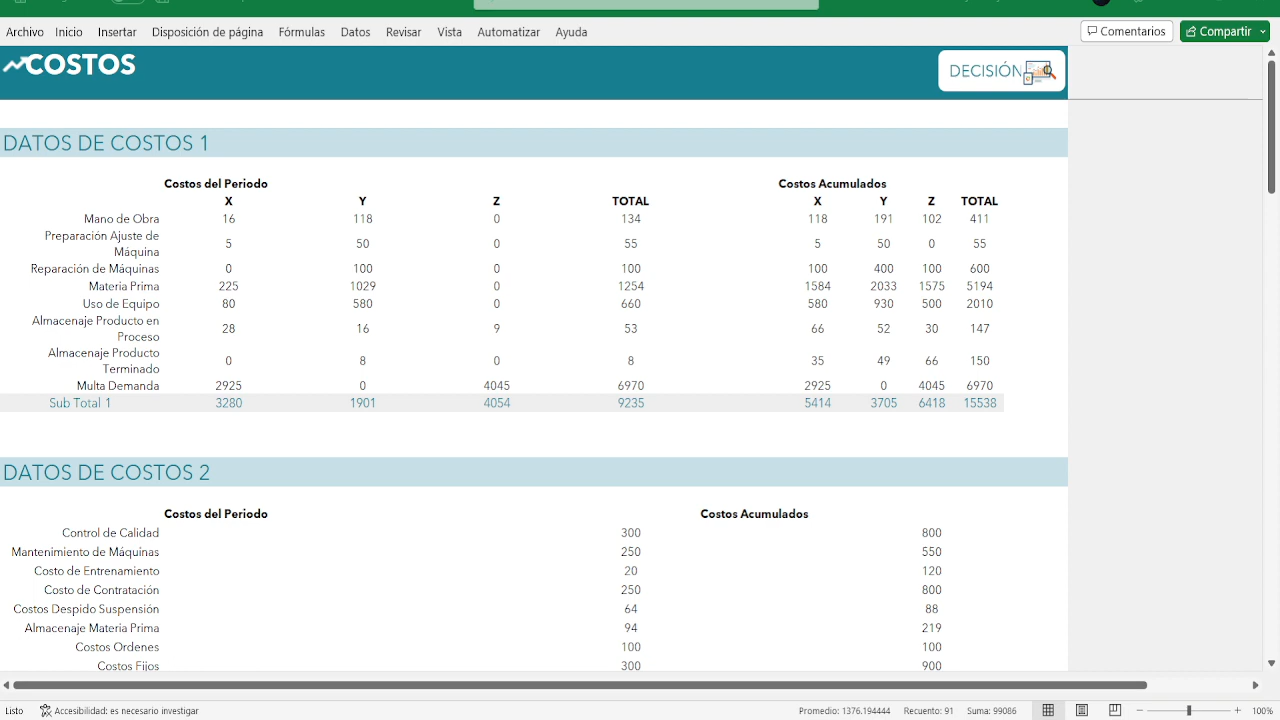 Archivo Inicio Insertar Disposición de página Fórmulas Datos Revisar Vista Automatizar Ayuda Comentarios Compartir
COSTOS DECISIÓN
DATOS DE COSTOS 1
Costos del Periodo Costos Acumulados
X Y Z TOTAL X Y Z TOTAL
Mano de Obra 16 118 0 134 118 191 102 411
Preparación Ajuste de
Máquina 5 50 0 55 5 50 0 55
Reparación de Máquinas 0 100 0 100 100 400 100 600
Materia Prima 225 1029 0 1254 1584 2033 1575 5194
Uso de Equipo 80 580 0 660 580 930 500 2010
Almacenaje Producto en
Proceso 28 16 9 53 66 52 30 147
Almacenaje Producto
Terminado 0 8 0 8 35 49 66 150
Multa Demanda 2925 0 4045 6970 2925 0 4045 6970
Sub Total 1 3280 1901 4054 9235 5414 3705 6418 15538
DATOS DE COSTOS 2
Costos del Periodo Costos Acumulados
Control de Calidad 300 800
Mantenimiento de Máquinas 250 550
Costo de Entrenamiento 20 120
Costo de Contratación 250 800
Costos Despido Suspensión 64 88
Almacenaje Materia Prima 94 219
Costos Ordenes 100 100
Costos Fijos 300 900
Listo Accesibilidad: es necesario investigar Promedio: 1376.194444 Recuento: 91 Suma: 99086 100%